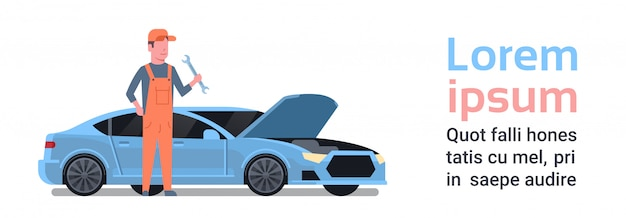 Lorem
ipsum
Quot falli hones
tatis cu mel, pri
in saepe audire